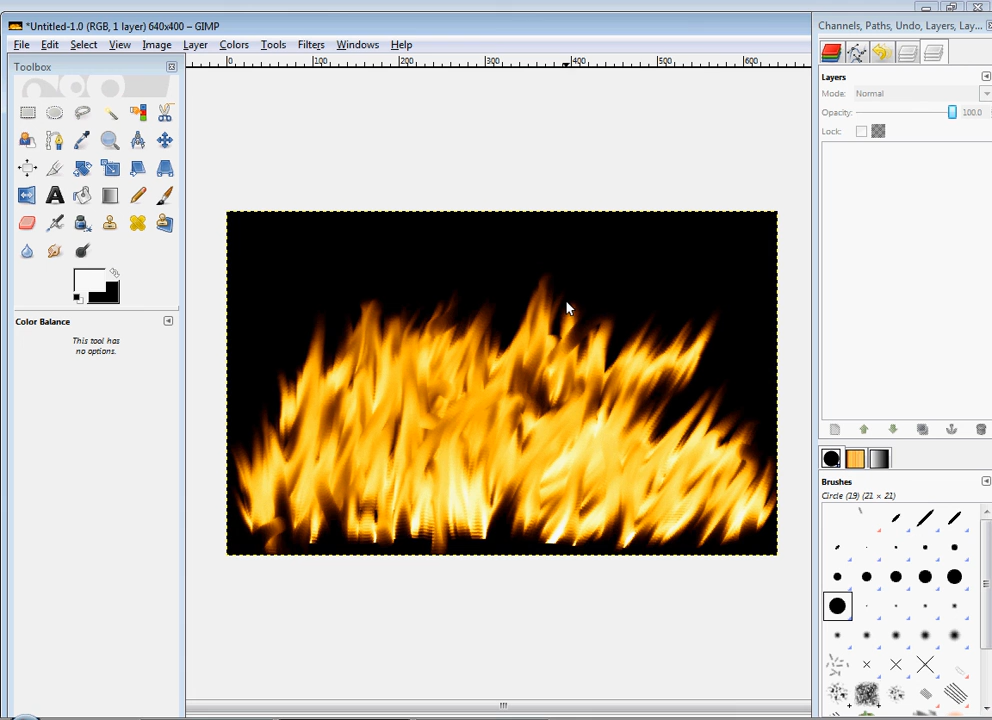 *Untitled-1.0 (RGB, 1 layer) 640x400 – GIMP
File Edit Select View Image Layer Colors Tools Filters Windows Help
Toolbox
0 100 200 300 400 500 600
Color Balance
This tool has
no options.
Channels, Paths, Undo, Layers, Lay...
Layers
Mode: Normal
Opacity: 100.0
Lock:
Brushes
Circle (19) (21 × 21)